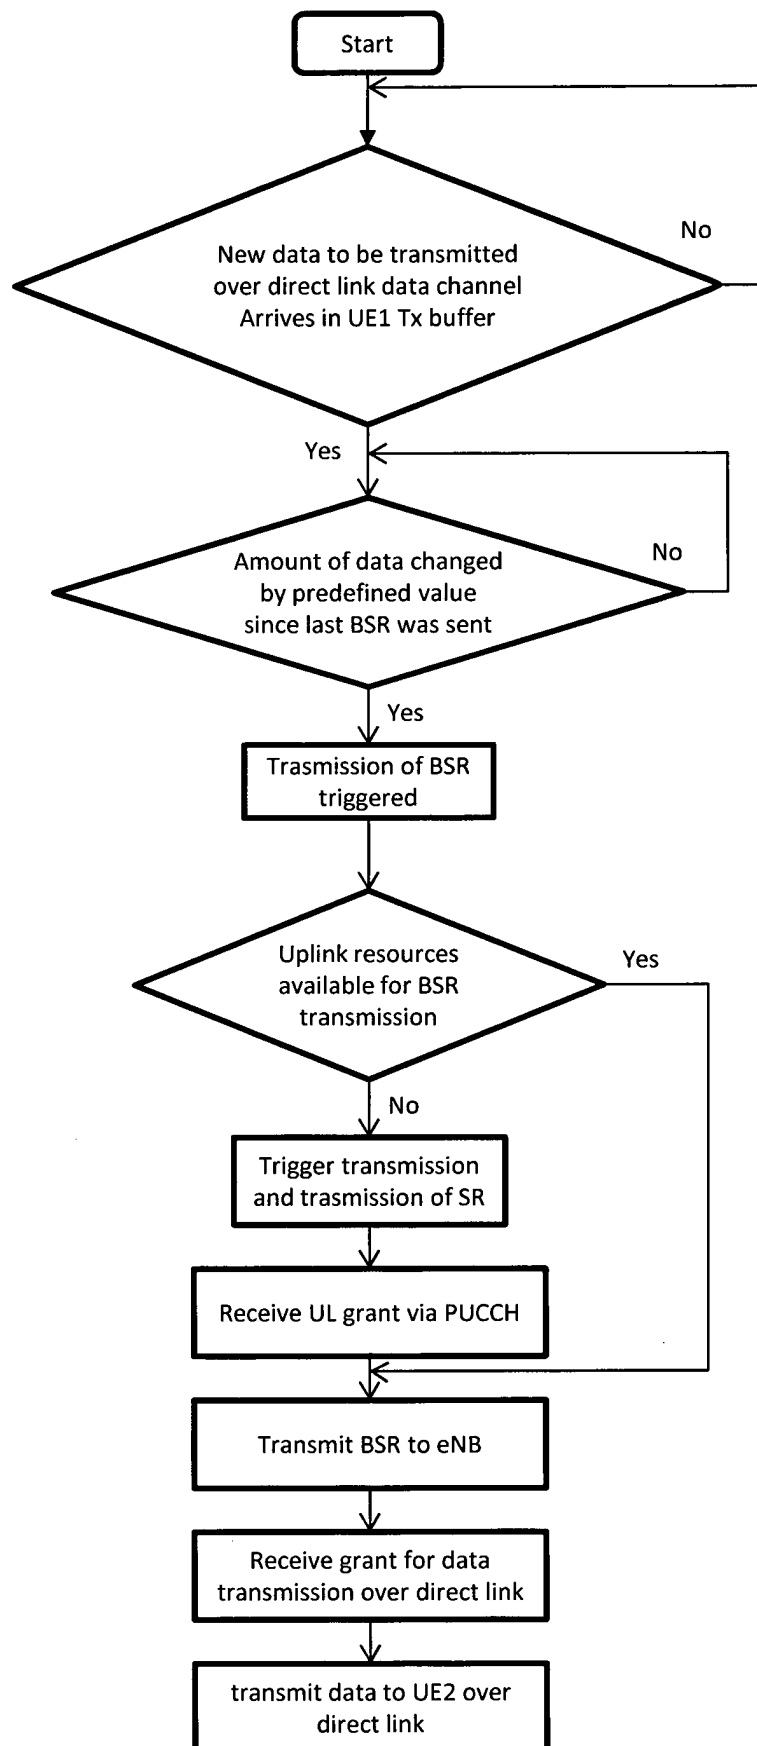 Start
New data to be transmitted
over direct link data channel
Arrives in UE1 Tx buffer
No
Yes
Amount of data changed
by predefined value
since last BSR was sent
No
Yes
Trasmission of BSR
triggered
Uplink resources
available for BSR
transmission
Yes
No
Trigger transmission
and trasmission of SR
Receive UL grant via PUCCH
Transmit BSR to eNB
Receive grant for data
transmission over direct link
transmit data to UE2 over
direct link